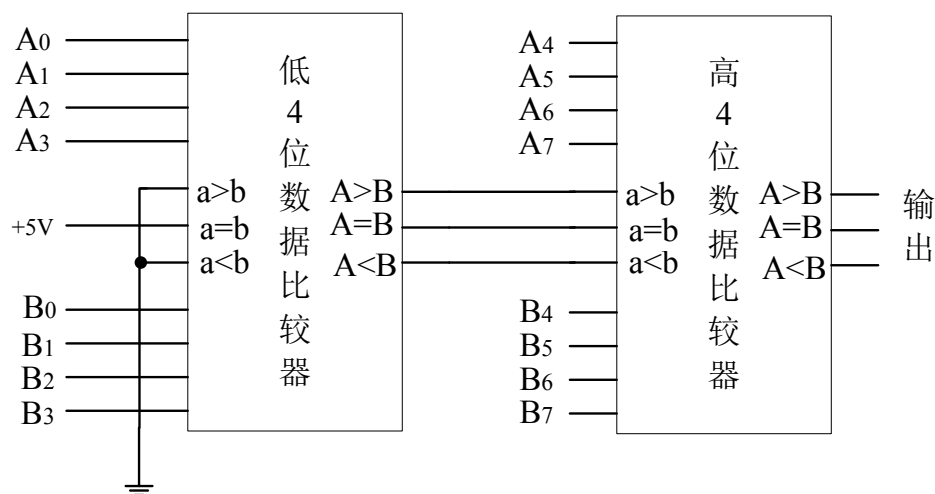 A0
A1
A2
A3
+5V
B0
B1
B2
B3
低4位数据比较器
a>b
a=b
a<b
A>B
A=B
A<B
A4
A5
A6
A7
B4
B5
B6
B7
高4位数据比较器
a>b
a=b
a<b
A>B
A=B
A<B
输出